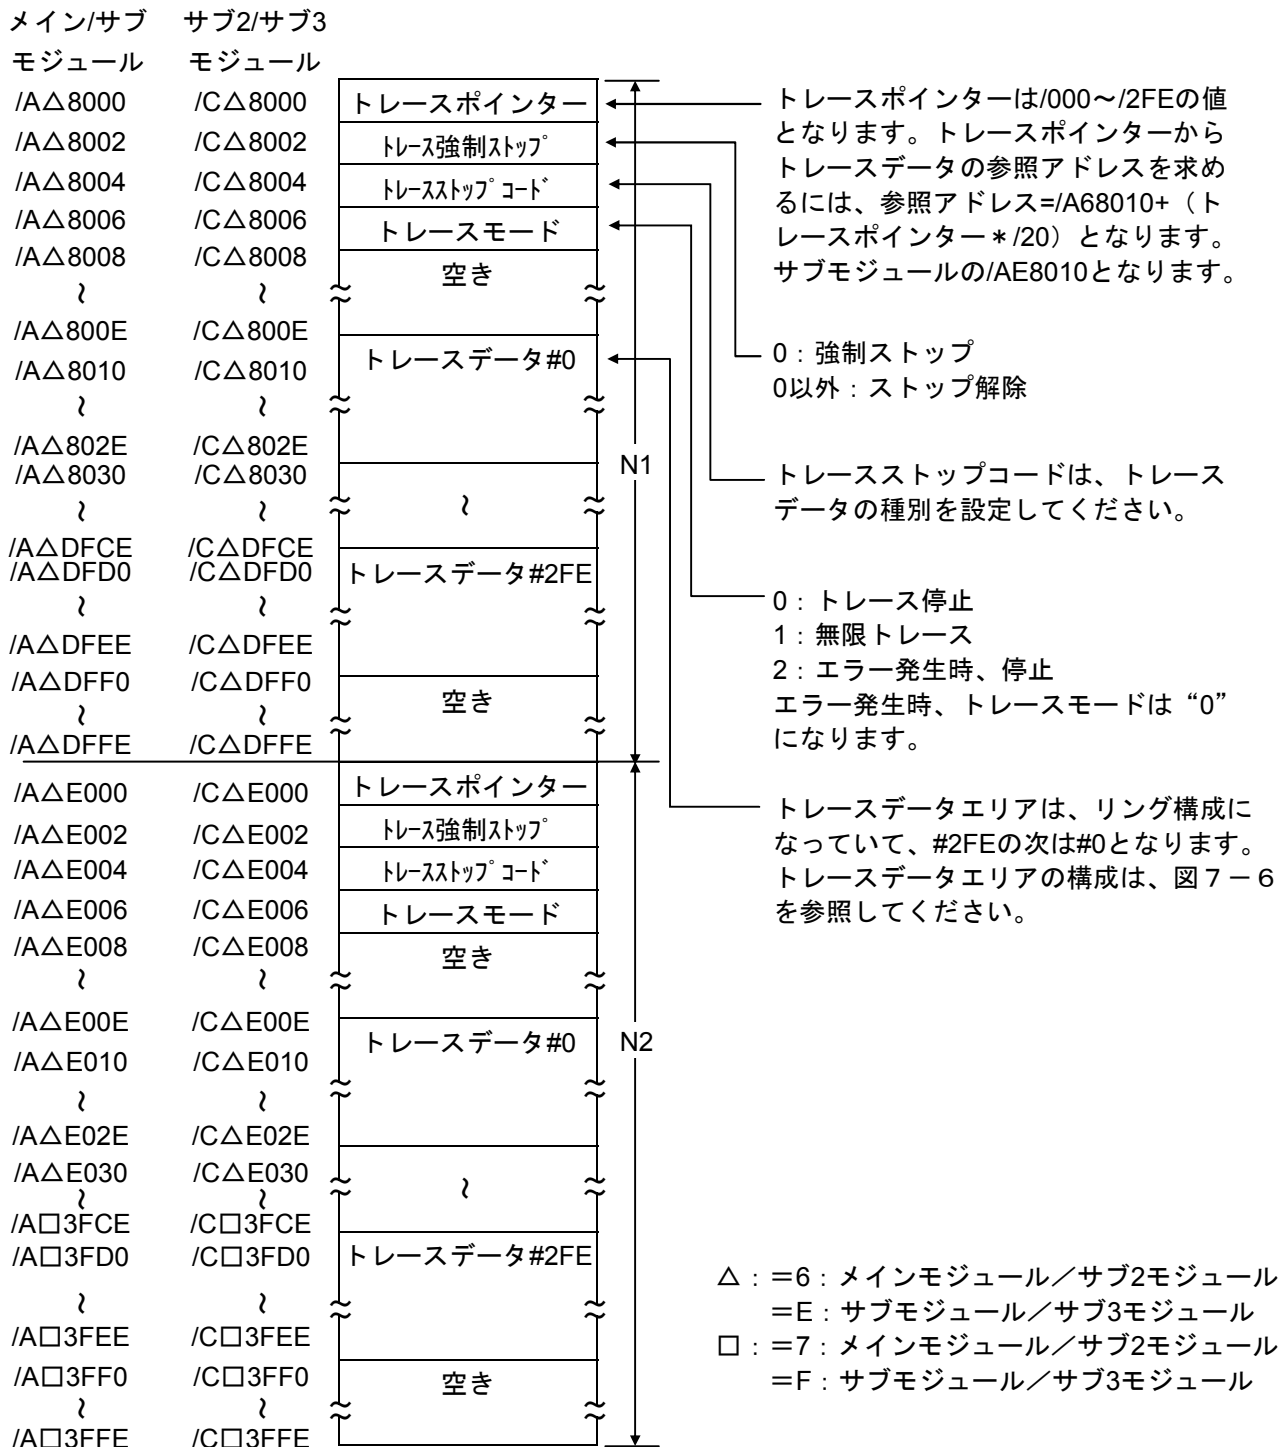 メイン/サブ サブ2/サブ3
モジュール モジュール
/A△8000 /C△8000 トレースポインター
/A△8002 /C△8002 ﾄﾚｰｽ強制ｽﾄｯﾌﾟ
/A△8004 /C△8004 ﾄﾚｰｽｽﾄｯﾌﾟｺｰﾄﾞ
/A△8006 /C△8006 トレースモード
/A△8008 /C△8008 空き
～ ～
/A△800E /C△800E
/A△8010 /C△8010 トレースデータ#0
～ ～
/A△802E /C△802E
/A△8030 /C△8030
～ ～ ～
/A△DFCE /C△DFCE
/A△DFD0 /C△DFD0 トレースデータ#2FE
～ ～
/A△DFEE /C△DFEE
/A△DFF0 /C△DFF0 空き
～ ～
/A△DFFE /C△DFFE
N1
/A△E000 /C△E000 トレースポインター
/A△E002 /C△E002 ﾄﾚｰｽ強制ｽﾄｯﾌﾟ
/A△E004 /C△E004 ﾄﾚｰｽｽﾄｯﾌﾟｺｰﾄﾞ
/A△E006 /C△E006 トレースモード
/A△E008 /C△E008 空き
～ ～
/A△E00E /C△E00E
/A△E010 /C△E010 トレースデータ#0
～ ～
/A△E02E /C△E02E
/A△E030 /C△E030
～ ～ ～
/A□3FCE /C□3FCE
/A□3FD0 /C□3FD0 トレースデータ#2FE
～ ～
/A□3FEE /C□3FEE
/A□3FF0 /C□3FF0 空き
～ ～
/A□3FFE /C□3FFE
N2
トレースポインターは/000～/2FEの値
となります。トレースポインターから
トレースデータの参照アドレスを求め
るには、参照アドレス=/A68010+（ト
レースポインター＊/20）となります。
サブモジュールの/AE8010となります。
0：強制ストップ
0以外：ストップ解除
トレースストップコードは、トレース
データの種別を設定してください。
0：トレース停止
1：無限トレース
2：エラー発生時、停止
エラー発生時、トレースモードは“0”
になります。
トレースデータエリアは、リング構成に
なっていて、#2FEの次は#0となります。
トレースデータエリアの構成は、図７－６
を参照してください。
△：＝6：メインモジュール／サブ2モジュール
＝E：サブモジュール／サブ3モジュール
□：＝7：メインモジュール／サブ2モジュール
＝F：サブモジュール／サブ3モジュール